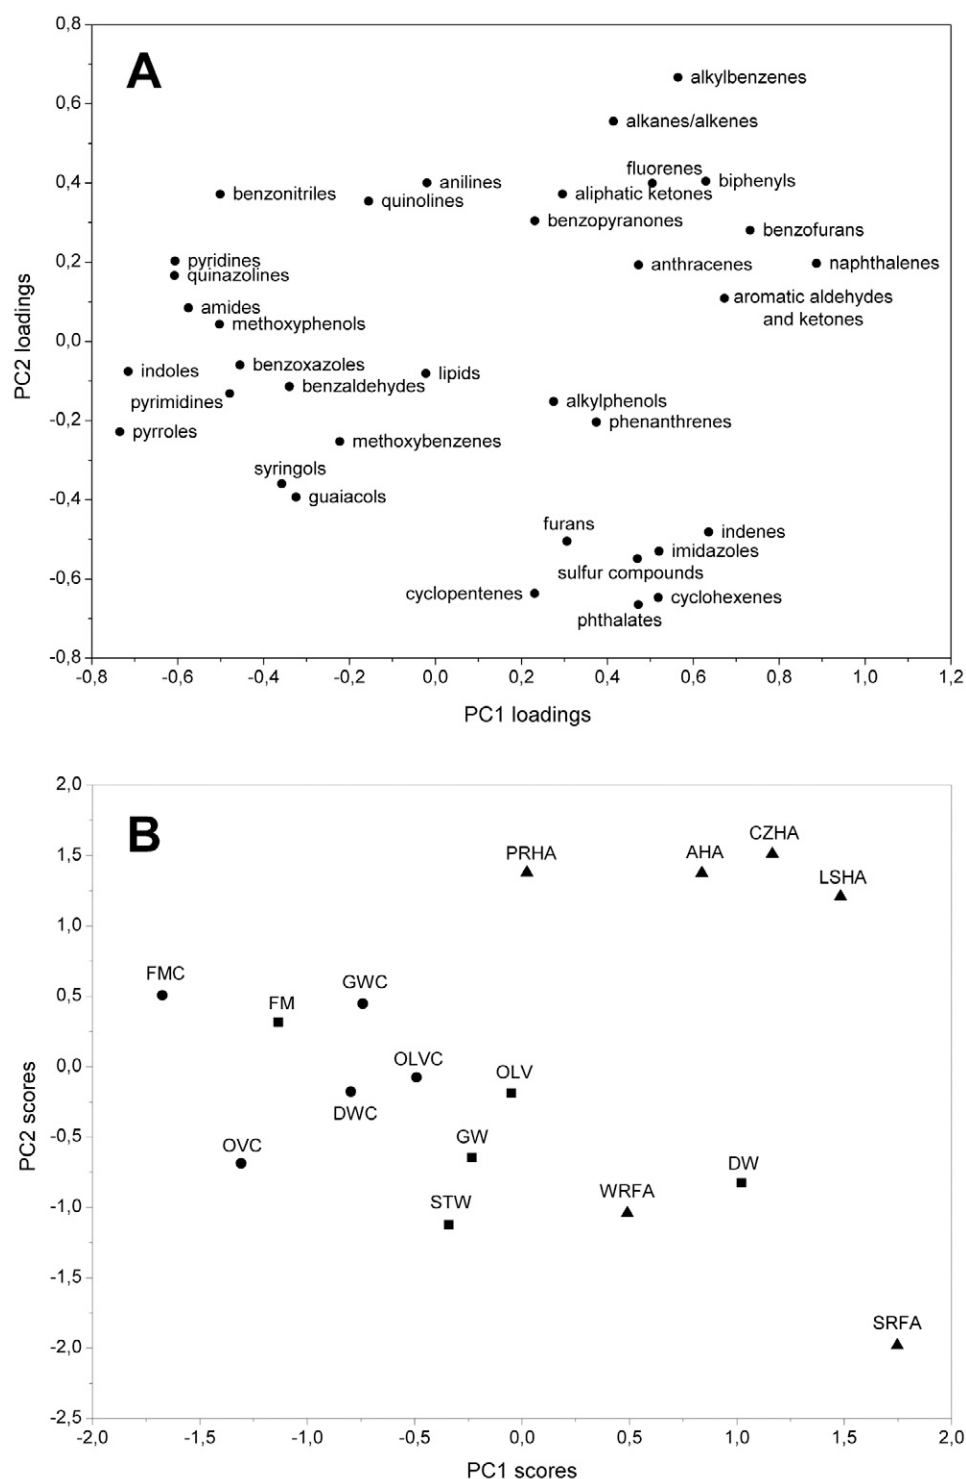 0,8
A
alkylbenzenes
0,6
alkanes/alkenes
fluorenes
0,4
benzonitriles
anilines
aliphatic ketones
biphenyls
quinolines
benzopyranones
benzofurans
0,2
pyridines
anthracenes
naphthalenes
quinazolines
amides
aromatic aldehydes
and ketones
methoxyphenols
0,0
PC2 loadings
indoles
benzoxazoles
lipids
benzaldehydes
pyrimidines
alkylphenols
-0,2
pyrroles
phenanthrenes
methoxybenzenes
syringols
-0,4
guaiacols
furans
indenes
imidazoles
sulfur compounds
-0,6
cyclopentenes
cyclohexenes
phthalates
-0,8
-0,8 -0,6 -0,4 -0,2 0,0 0,2 0,4 0,6 0,8 1,0 1,2
PC1 loadings
2,0
B
1,5
PRHA
AHA
CZHA
LSHA
1,0
FMC
0,5
FM
GWC
0,0
OLVC
OLV
DWC
PC2 scores
-0,5
OVC
GW
DW
-1,0
STW
WRFA
-1,5
SRFA
-2,0
-2,5
-2,0 -1,5 -1,0 -0,5 0,0 0,5 1,0 1,5 2,0
PC1 scores